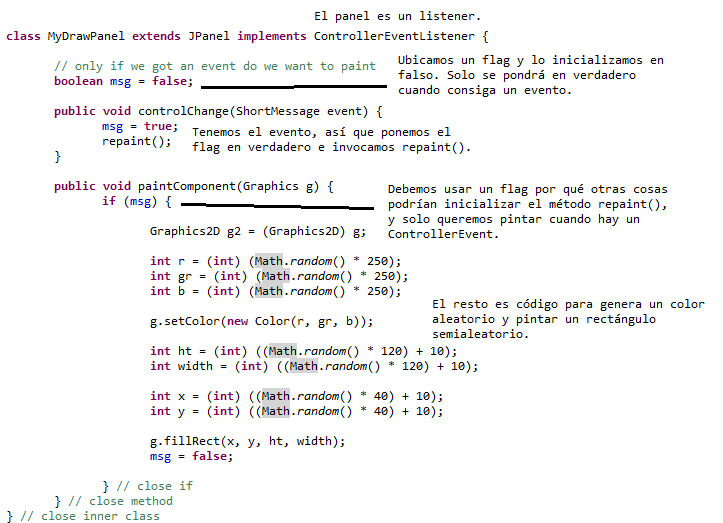 El panel es un listener.
class MyDrawPanel extends JPanel implements ControllerEventListener {
// only if we got an event do we want to paint
boolean msg = false;
Ubicamos un flag y lo inicializamos en
falso. Solo se pondrá en verdadero
cuando consiga un evento.
public void controlChange(ShortMessage event) {
msg = true;
repaint();
}
Tenemos el evento, así que ponemos el
flag en verdadero e invocamos repaint().
public void paintComponent(Graphics g) {
if (msg) {
Debemos usar un flag por qué otras cosas
podrían inicializar el método repaint(),
y solo queremos pintar cuando hay un
ControllerEvent.
Graphics2D g2 = (Graphics2D) g;
int r = (int) (Math.random() * 250);
int gr = (int) (Math.random() * 250);
int b = (int) (Math.random() * 250);
g.setColor(new Color(r, gr, b));
El resto es código para genera un color
aleatorio y pintar un rectángulo
semialeatorio.
int ht = (int) ((Math.random() * 120) + 10);
int width = (int) ((Math.random() * 120) + 10);
int x = (int) ((Math.random() * 40) + 10);
int y = (int) ((Math.random() * 40) + 10);
g.fillRect(x, y, ht, width);
msg = false;
} // close if
} // close method
} // close inner class